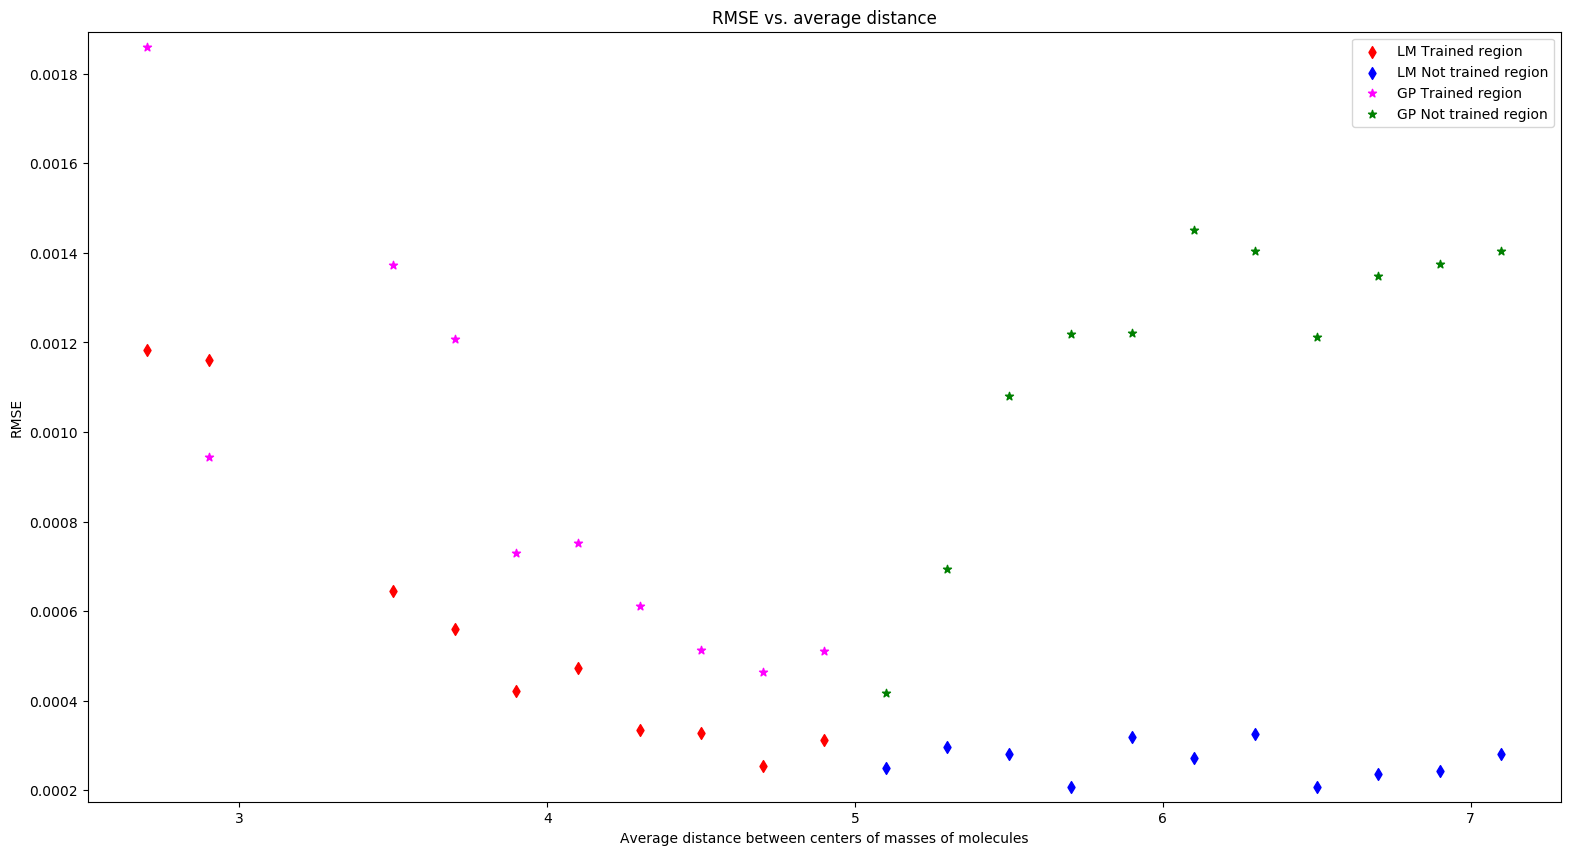 RMSE vs. average distance
LM Trained region
LM Not trained region
GP Trained region
GP Not trained region
0.0018
0.0016
0.0014
0.0012
0.0010
0.0008
0.0006
0.0004
0.0002
RMSE
3 4 5 6 7
Average distance between centers of masses of molecules